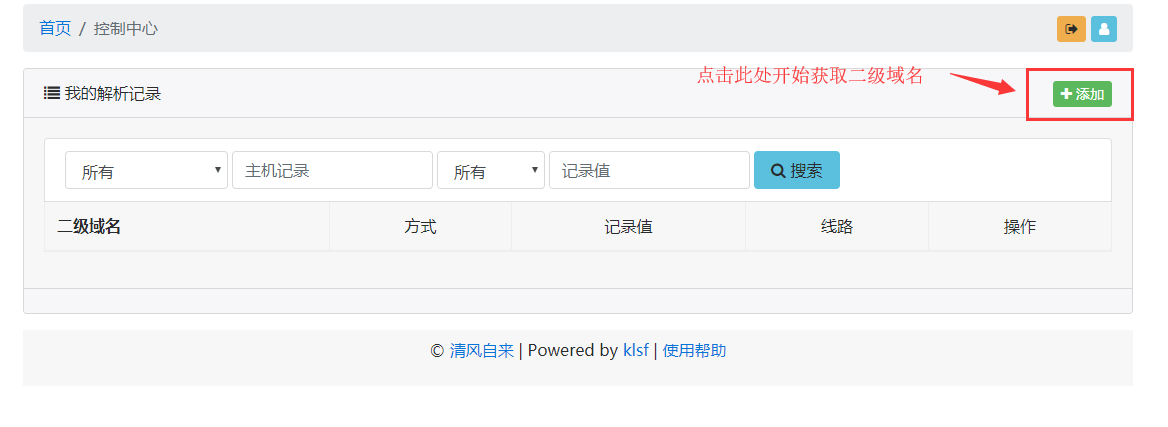 首页 / 控制中心
点击此处开始获取二级域名
我的解析记录
添加
所有 主机记录 所有 记录值 搜索
二级域名 方式 记录值 线路 操作
© 清风自来 | Powered by klsf | 使用帮助